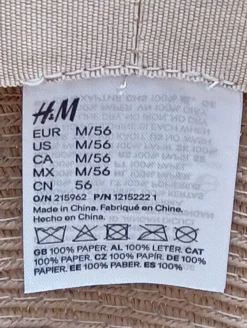 H&M
EUR M/56
US M/56
CA M/56
MX M/56
CN 56
O/N 215962 P/N 1215222 1
Made in China. Fabriqué en Chine.
Hecho en China.
GB 100% PAPER. AL 100% LETËR. CAT
100% PAPER. CZ 100% PAPÍR. DE 100%
PAPIER. EE 100% PABER. ES 100%